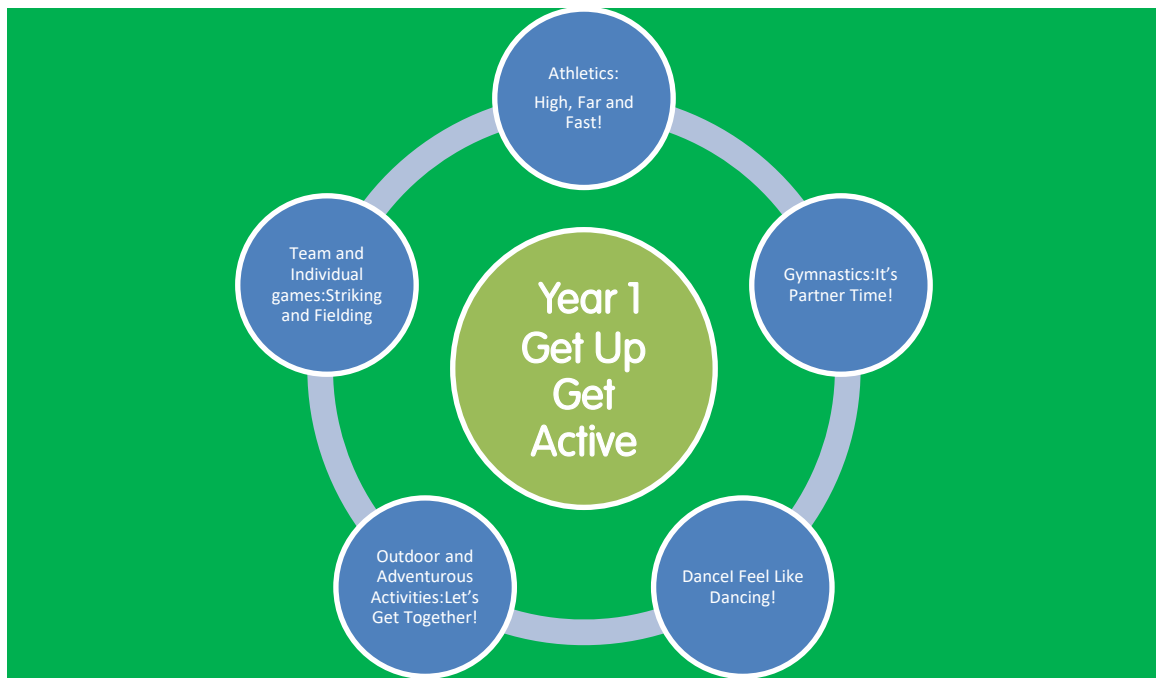 Athletics:
High, Far and
Fast!
Gymnastics:It's
Partner Time!
DanceI Feel Like
Dancing!
Outdoor and
Adventurous
Activities:Let's
Get Together!
Team and
Individual
games:Striking
and Fielding
Year 1
Get Up
Get
Active